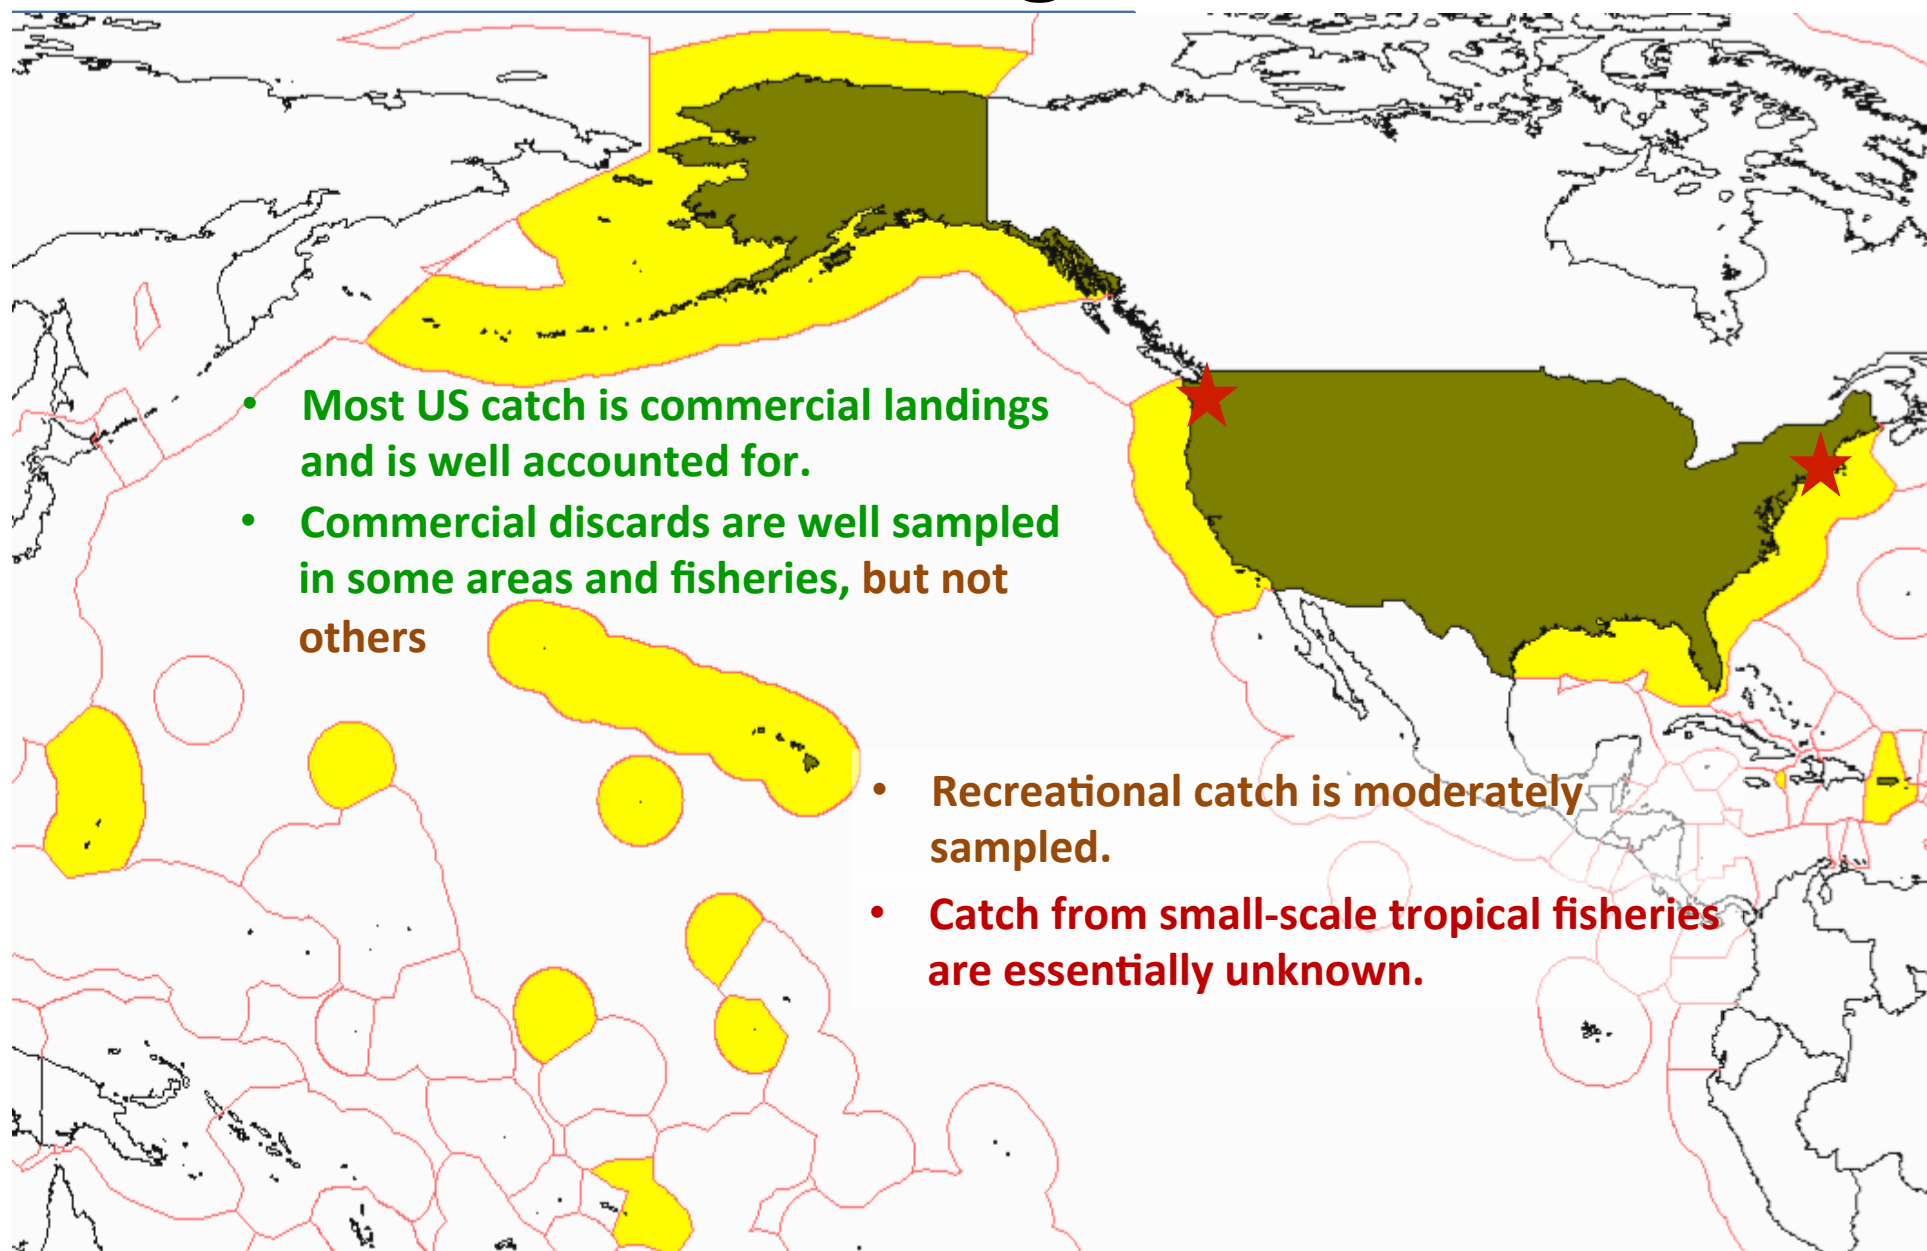 • Most US catch is commercial landings
and is well accounted for.
• Commercial discards are well sampled
in some areas and fisheries, but not
others
• Recreational catch is moderately
sampled.
• Catch from small-scale tropical fisheries
are essentially unknown.